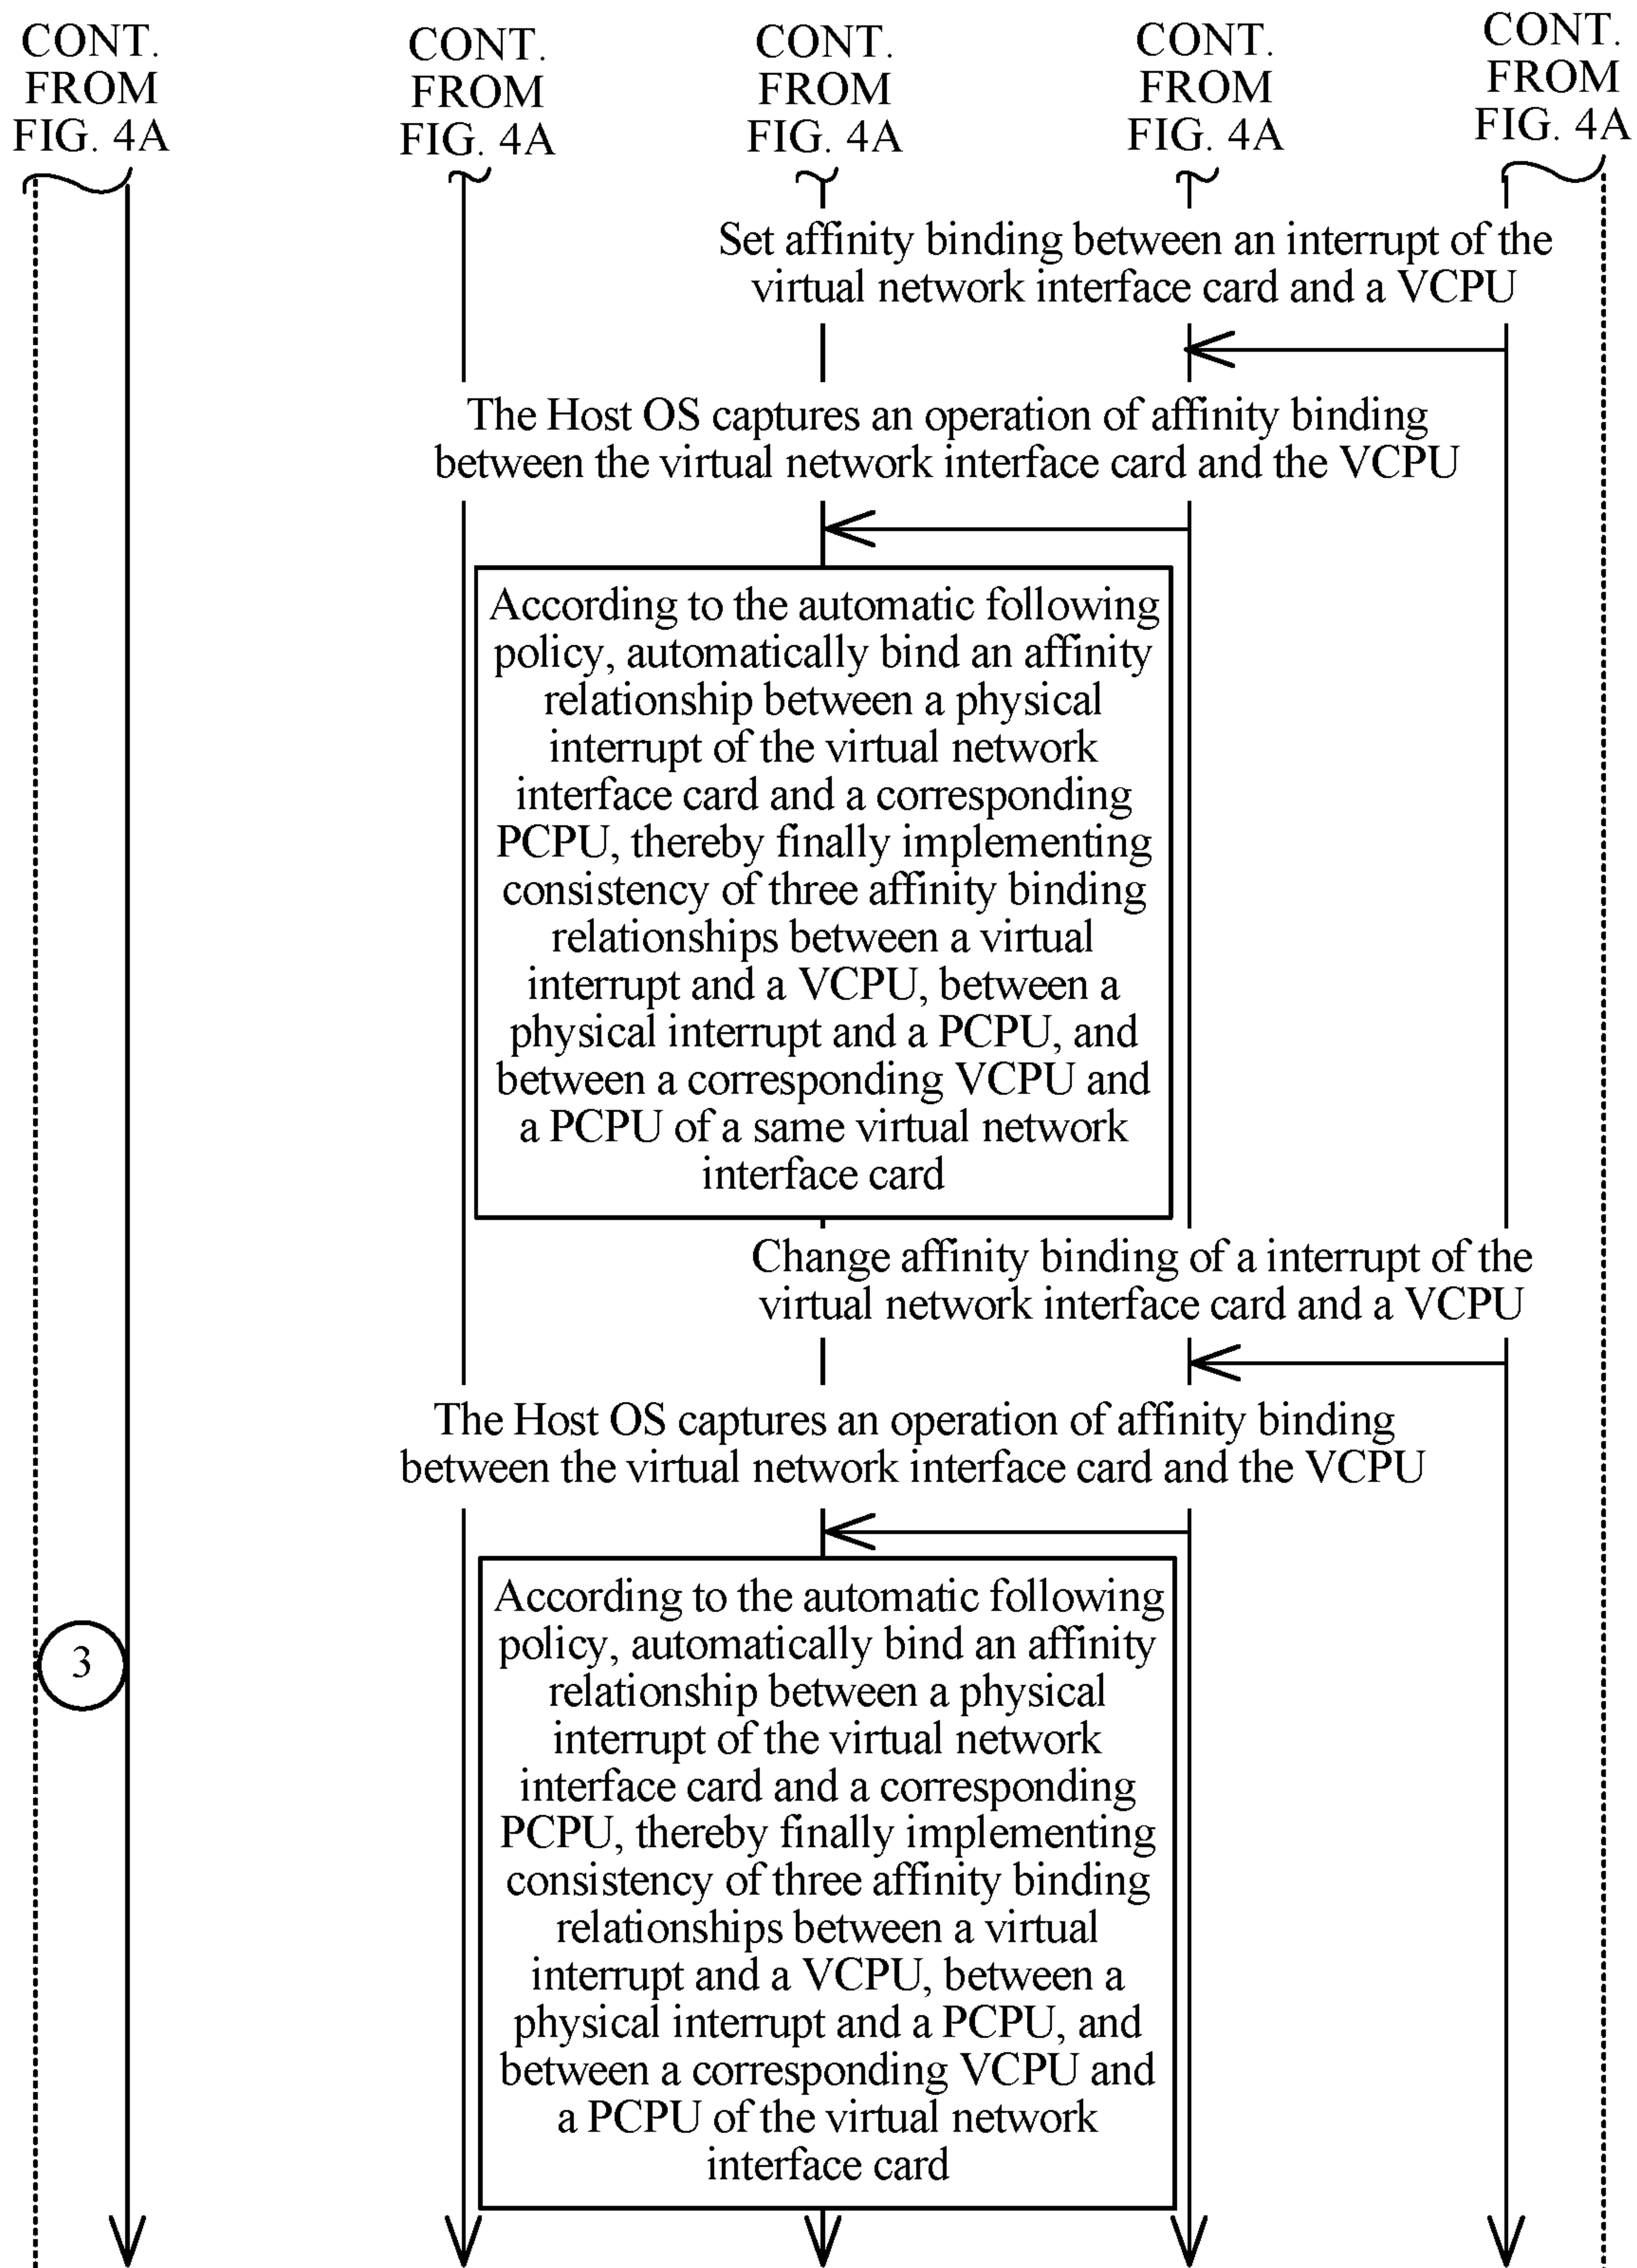 CONT.
FROM
FIG. 4A
CONT.
FROM
FIG. 4A
CONT.
FROM
FIG. 4A
CONT.
FROM
FIG. 4A
CONT.
FROM
FIG. 4A
Set affinity binding between an interrupt of the
virtual network interface card and a VCPU
The Host OS captures an operation of affinity binding
between the virtual network interface card and the VCPU
According to the automatic following
policy, automatically bind an affinity
relationship between a physical
interrupt of the virtual network
interface card and a corresponding
PCPU, thereby finally implementing
consistency of three affinity binding
relationships between a virtual
interrupt and a VCPU, between a
physical interrupt and a PCPU, and
between a corresponding VCPU and
a PCPU of a same virtual network
interface card
Change affinity binding of a interrupt of the
virtual network interface card and a VCPU
The Host OS captures an operation of affinity binding
between the virtual network interface card and the VCPU
3
According to the automatic following
policy, automatically bind an affinity
relationship between a physical
interrupt of the virtual network
interface card and a corresponding
PCPU, thereby finally implementing
consistency of three affinity binding
relationships between a virtual
interrupt and a VCPU, between a
physical interrupt and a PCPU, and
between a corresponding VCPU and
a PCPU of the virtual network
interface card